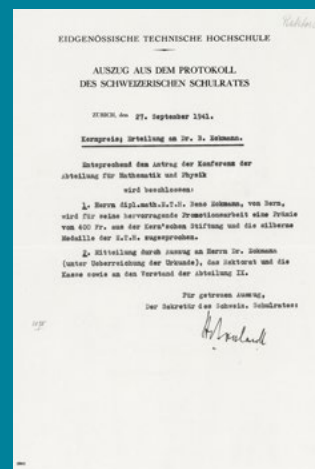 EIDGENÖSSISCHE TECHNISCHE HOCHSCHULE
AUSZUG AUS DEM PROTOKOLL
DES SCHWEIZERISCHEN SCHULRATES
ZÜRICH, den 27. September 1941.
Kernpreis; Erteilung an Dr. B. Eckmann.
Entsprechend dem Antrag der Konferenz der
Abteilung für Mathematik und Physik
wird beschlossen:
1. Herrn dipl.math.E.T.H. Beno Eckmann, von Bern,
wird für seine hervorragende Promotionsarbeit eine Prämie
von 400 Fr. aus der Kern'schen Stiftung und die silberne
Medaille der E.T.H. zugesprochen.
2. Mitteilung durch Auszug an Herrn Dr. Eckmann
(unter Ueberreichung der Urkunde), das Rektorat und die
Kasse sowie an den Vorstand der Abteilung IX.
Für getreuen Auszug,
Der Sekretär des Schweiz. Schulrates: